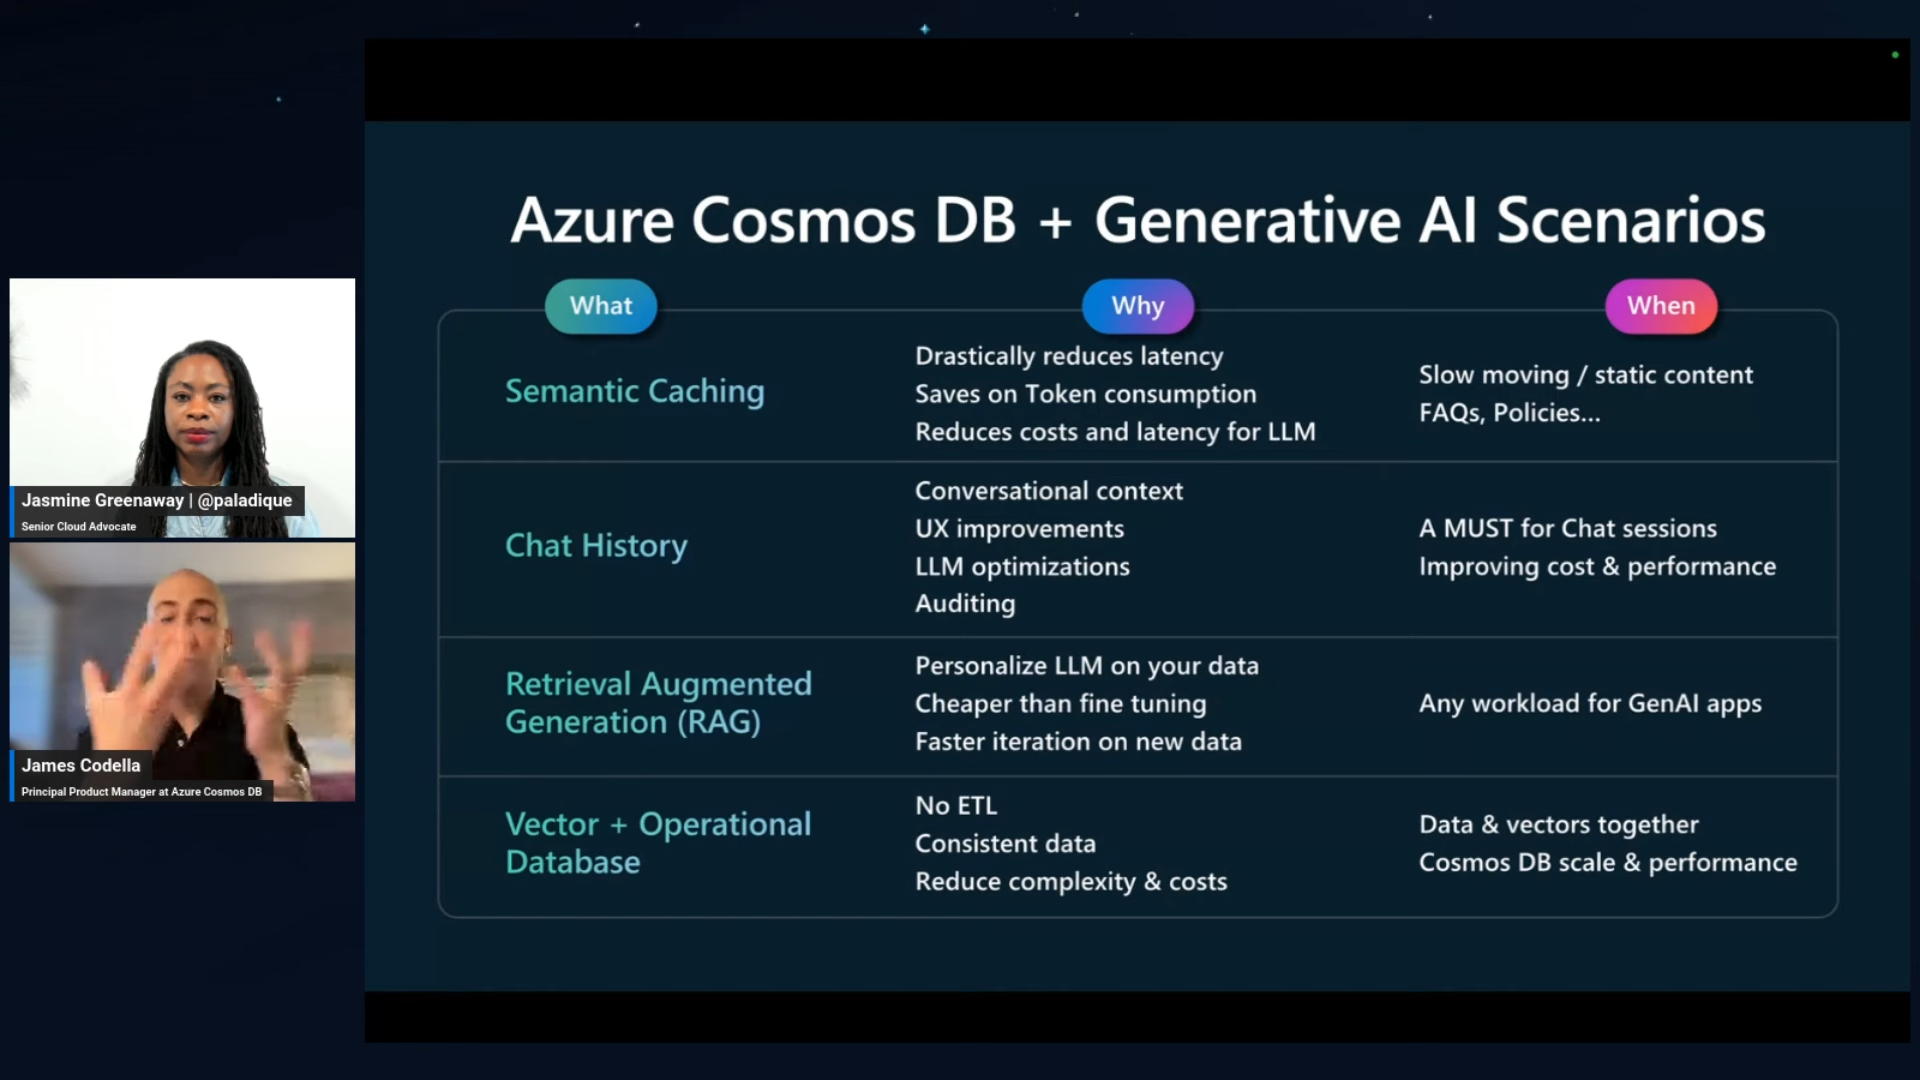 Azure Cosmos DB + Generative AI Scenarios
What
Why
When
Semantic Caching
Drastically reduces latency
Saves on Token consumption
Reduces costs and latency for LLM
Slow moving / static content
FAQs, Policies...
Chat History
Conversational context
UX improvements
LLM optimizations
Auditing
A MUST for Chat sessions
Improving cost & performance
Retrieval Augmented
Generation (RAG)
Personalize LLM on your data
Cheaper than fine tuning
Faster iteration on new data
Any workload for GenAI apps
Vector + Operational
Database
No ETL
Consistent data
Reduce complexity & costs
Data & vectors together
Cosmos DB scale & performance
Jasmine Greenaway | @paladique
Senior Cloud Advocate
James Codella
Principal Product Manager at Azure Cosmos DB